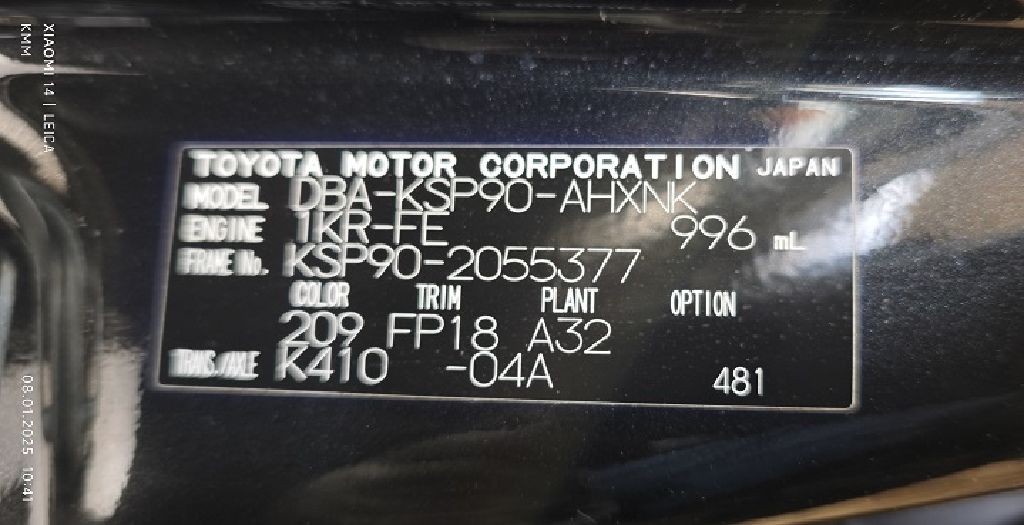 TOYOTA MOTOR CORPORATION JAPAN
MODEL DBA-KSP90-AHXNK
ENGINE 1KR-FE 996 mL
FRAME No. KSP90-2055377
COLOR TRIM PLANT OPTION
209 FP18 A32
TRANS./AXLE K410 -04A 481
XIAOMI 14 | LEICA
KMM
08.01.2025 10:41